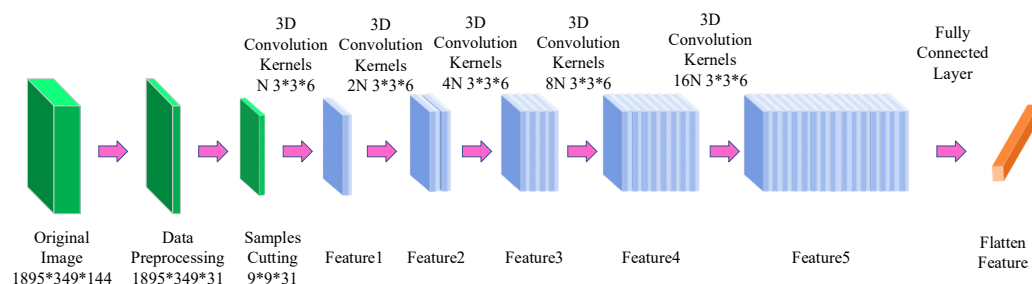 3D
Convolution
Kernels
N 3*3*6
3D
Convolution
Kernels
2N 3*3*6
3D
Convolution
Kernels
4N 3*3*6
3D
Convolution
Kernels
8N 3*3*6
3D
Convolution
Kernels
16N 3*3*6
Fully
Connected
Layer
Original
Image
1895*349*144
Data
Preprocessing
1895*349*31
Samples
Cutting
9*9*31
Feature1
Feature2
Feature3
Feature4
Feature5
Flatten
Feature